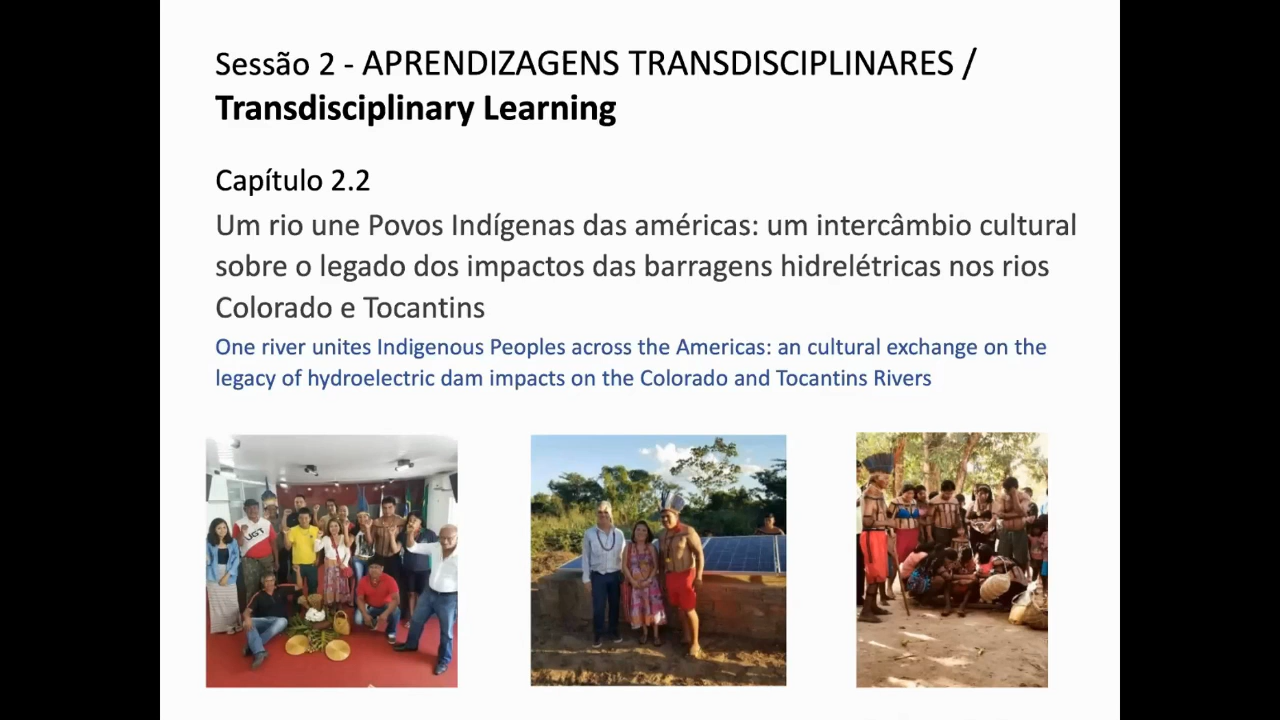 Sessão 2 - APRENDIZAGENS TRANSDISCIPLINARES /
Transdisciplinary Learning
Capítulo 2.2
Um rio une Povos Indígenas das américas: um intercâmbio cultural
sobre o legado dos impactos das barragens hidrelétricas nos rios
Colorado e Tocantins
One river unites Indigenous Peoples across the Americas: an cultural exchange on the
legacy of hydroelectric dam impacts on the Colorado and Tocantins Rivers
UGT